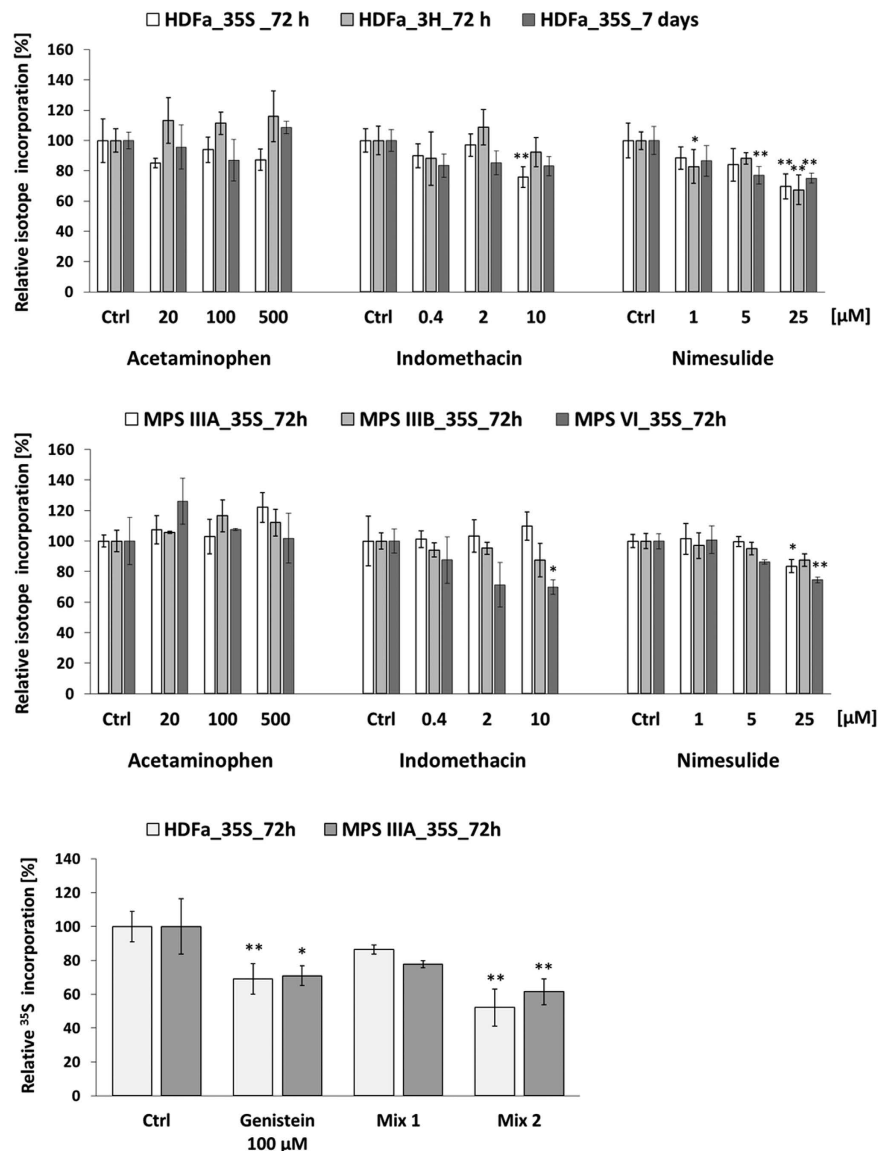 HDFa_35S _72 h HDFa_3H_72 h HDFa_35S_7 days
Relative isotope incorporation [%]
160
140
120
100
80
60
40
20
0
** * ** ** ** **
Ctrl 20 100 500 Ctrl 0.4 2 10 Ctrl 1 5 25 [µM]
Acetaminophen Indomethacin Nimesulide
MPS IIIA_35S_72h MPS IIIB_35S_72h MPS VI_35S_72h
Relative isotope incorporation [%]
160
140
120
100
80
60
40
20
0
* * **
Ctrl 20 100 500 Ctrl 0.4 2 10 Ctrl 1 5 25 [µM]
Acetaminophen Indomethacin Nimesulide
HDFa_35S_72h MPS IIIA_35S_72h
Relative ³⁵S incorporation [%]
140
120
100
80
60
40
20
0
** * ** **
Ctrl Genistein Mix 1 Mix 2
100 µM